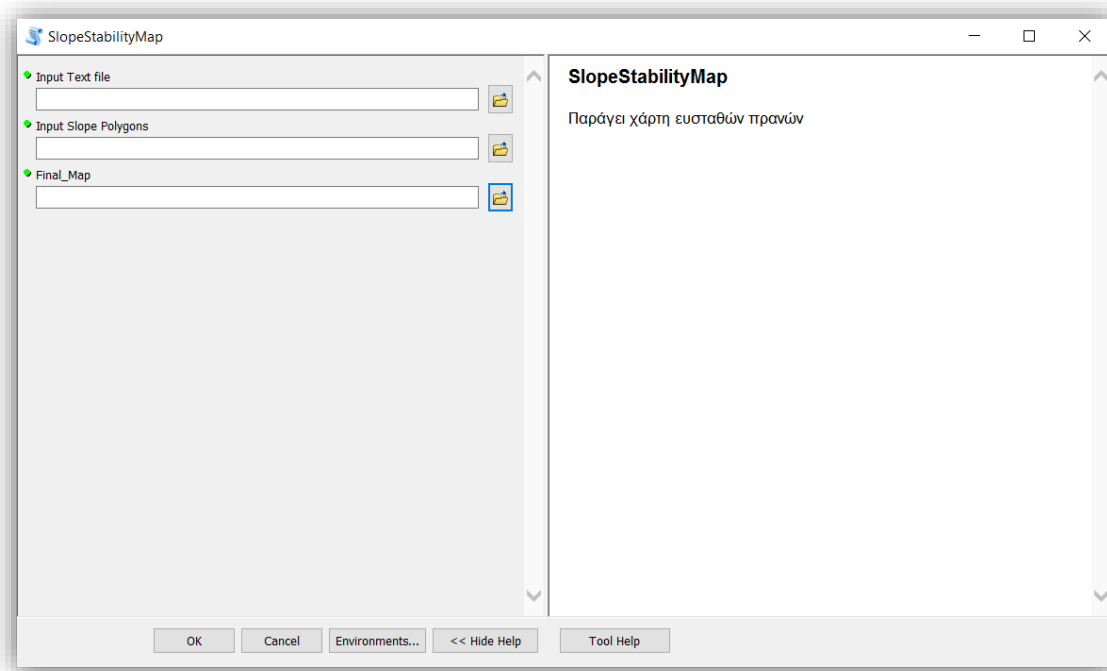 SlopeStabilityMap
Input Text file
Input Slope Polygons
Final_Map
SlopeStabilityMap
Παράγει χάρτη ευσταθών πρανών
OK
Cancel
Environments...
<< Hide Help
Tool Help